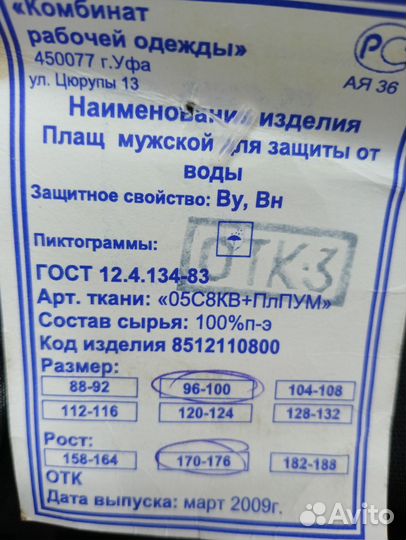 «Комбинат
рабочей одежды»
450077 г.Уфа
ул. Цюрупы 13
РС
АЯ 36
Наименование изделия
Плащ мужской для защиты от
воды
Защитное свойство: Ву, Вн
Пиктограммы:
ОТК-3
ГОСТ 12.4.134-83
Арт. ткани: «05С8КВ+ПлПУМ»
Состав сырья: 100%п-э
Код изделия 8512110800
Размер:
88-92 96-100 104-108
112-116 120-124 128-132
Рост:
158-164 170-176 182-188
ОТК
Дата выпуска: март 2009г.
Avito